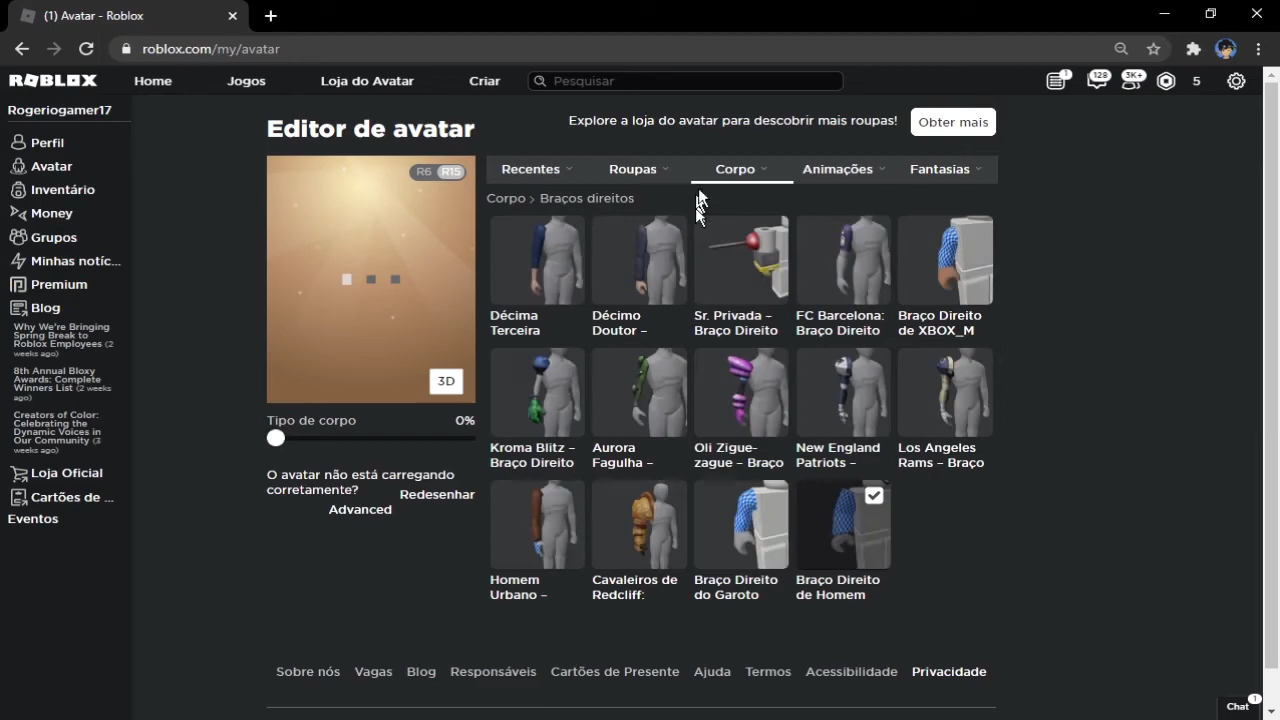 (1) Avatar - Roblox
roblox.com/my/avatar
ROBLOX
Home
Jogos
Loja do Avatar
Criar
Pesquisar
1
128
3K+
5
Rogeriogamer17
Perfil
Avatar
Inventário
Money
Grupos
Minhas notíc...
Premium
Blog
Why We're Bringing
Spring Break to
Roblox Employees (2
weeks ago)
8th Annual Bloxy
Awards: Complete
Winners List (2 weeks
ago)
Creators of Color:
Celebrating the
Dynamic Voices in
Our Community (3
weeks ago)
Loja Oficial
Cartões de ...
Eventos
Editor de avatar
Explore a loja do avatar para descobrir mais roupas!
Obter mais
R6 R15
3D
Tipo de corpo 0%
O avatar não está carregando
corretamente? Redesenhar
Advanced
Recentes
Roupas
Corpo
Animações
Fantasias
Corpo > Braços direitos
Décima
Terceira
Décimo
Doutor –
Sr. Privada –
Braço Direito
FC Barcelona:
Braço Direito
Braço Direito
de XBOX_M
Kroma Blitz –
Braço Direito
Aurora
Fagulha –
Oli Zigue-
zague – Braço
New England
Patriots –
Los Angeles
Rams – Braço
Homem
Urbano –
Cavaleiros de
Redcliff:
Braço Direito
do Garoto
Braço Direito
de Homem
Sobre nós
Vagas
Blog
Responsáveis
Cartões de Presente
Ajuda
Termos
Acessibilidade
Privacidade
Chat
1